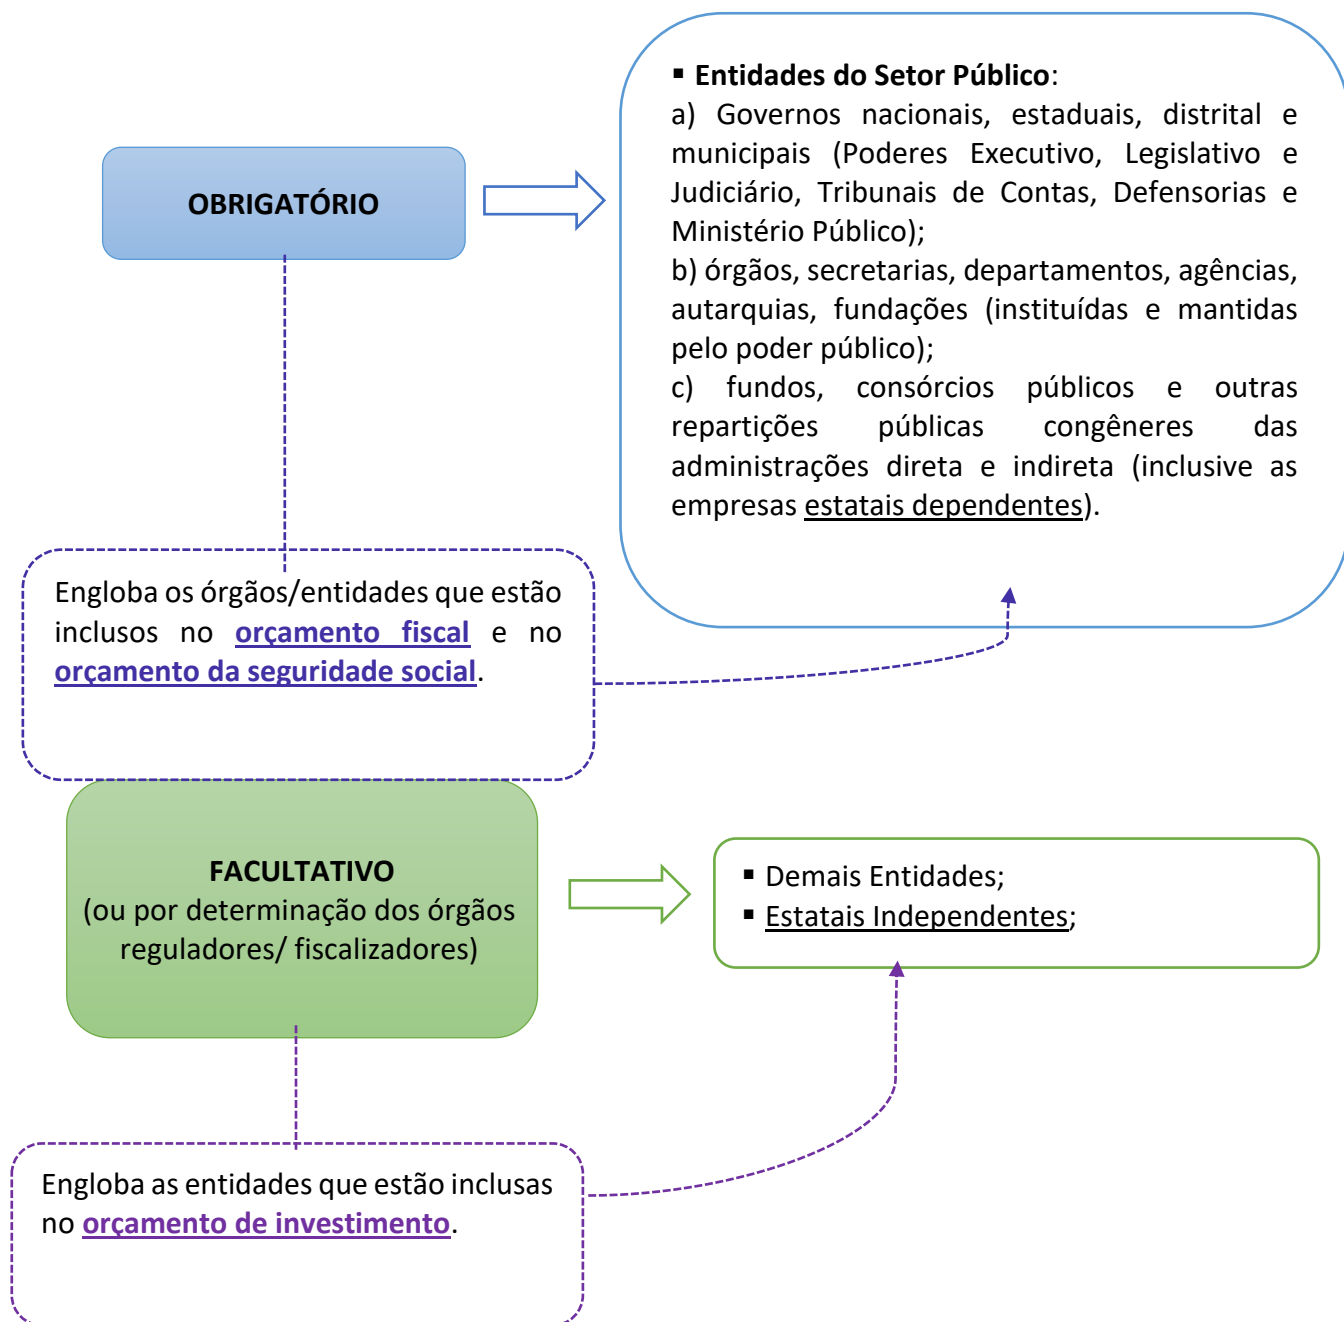 OBRIGATÓRIO
▪ Entidades do Setor Público:
a) Governos nacionais, estaduais, distrital e
municipais (Poderes Executivo, Legislativo e
Judiciário, Tribunais de Contas, Defensorias e
Ministério Público);
b) órgãos, secretarias, departamentos, agências,
autarquias, fundações (instituídas e mantidas
pelo poder público);
c) fundos, consórcios públicos e outras
repartições públicas congêneres das
administrações direta e indireta (inclusive as
empresas estatais dependentes).
Engloba os órgãos/entidades que estão
inclusos no orçamento fiscal e no
orçamento da seguridade social.
FACULTATIVO
(ou por determinação dos órgãos
reguladores/ fiscalizadores)
▪ Demais Entidades;
▪ Estatais Independentes;
Engloba as entidades que estão inclusas
no orçamento de investimento.